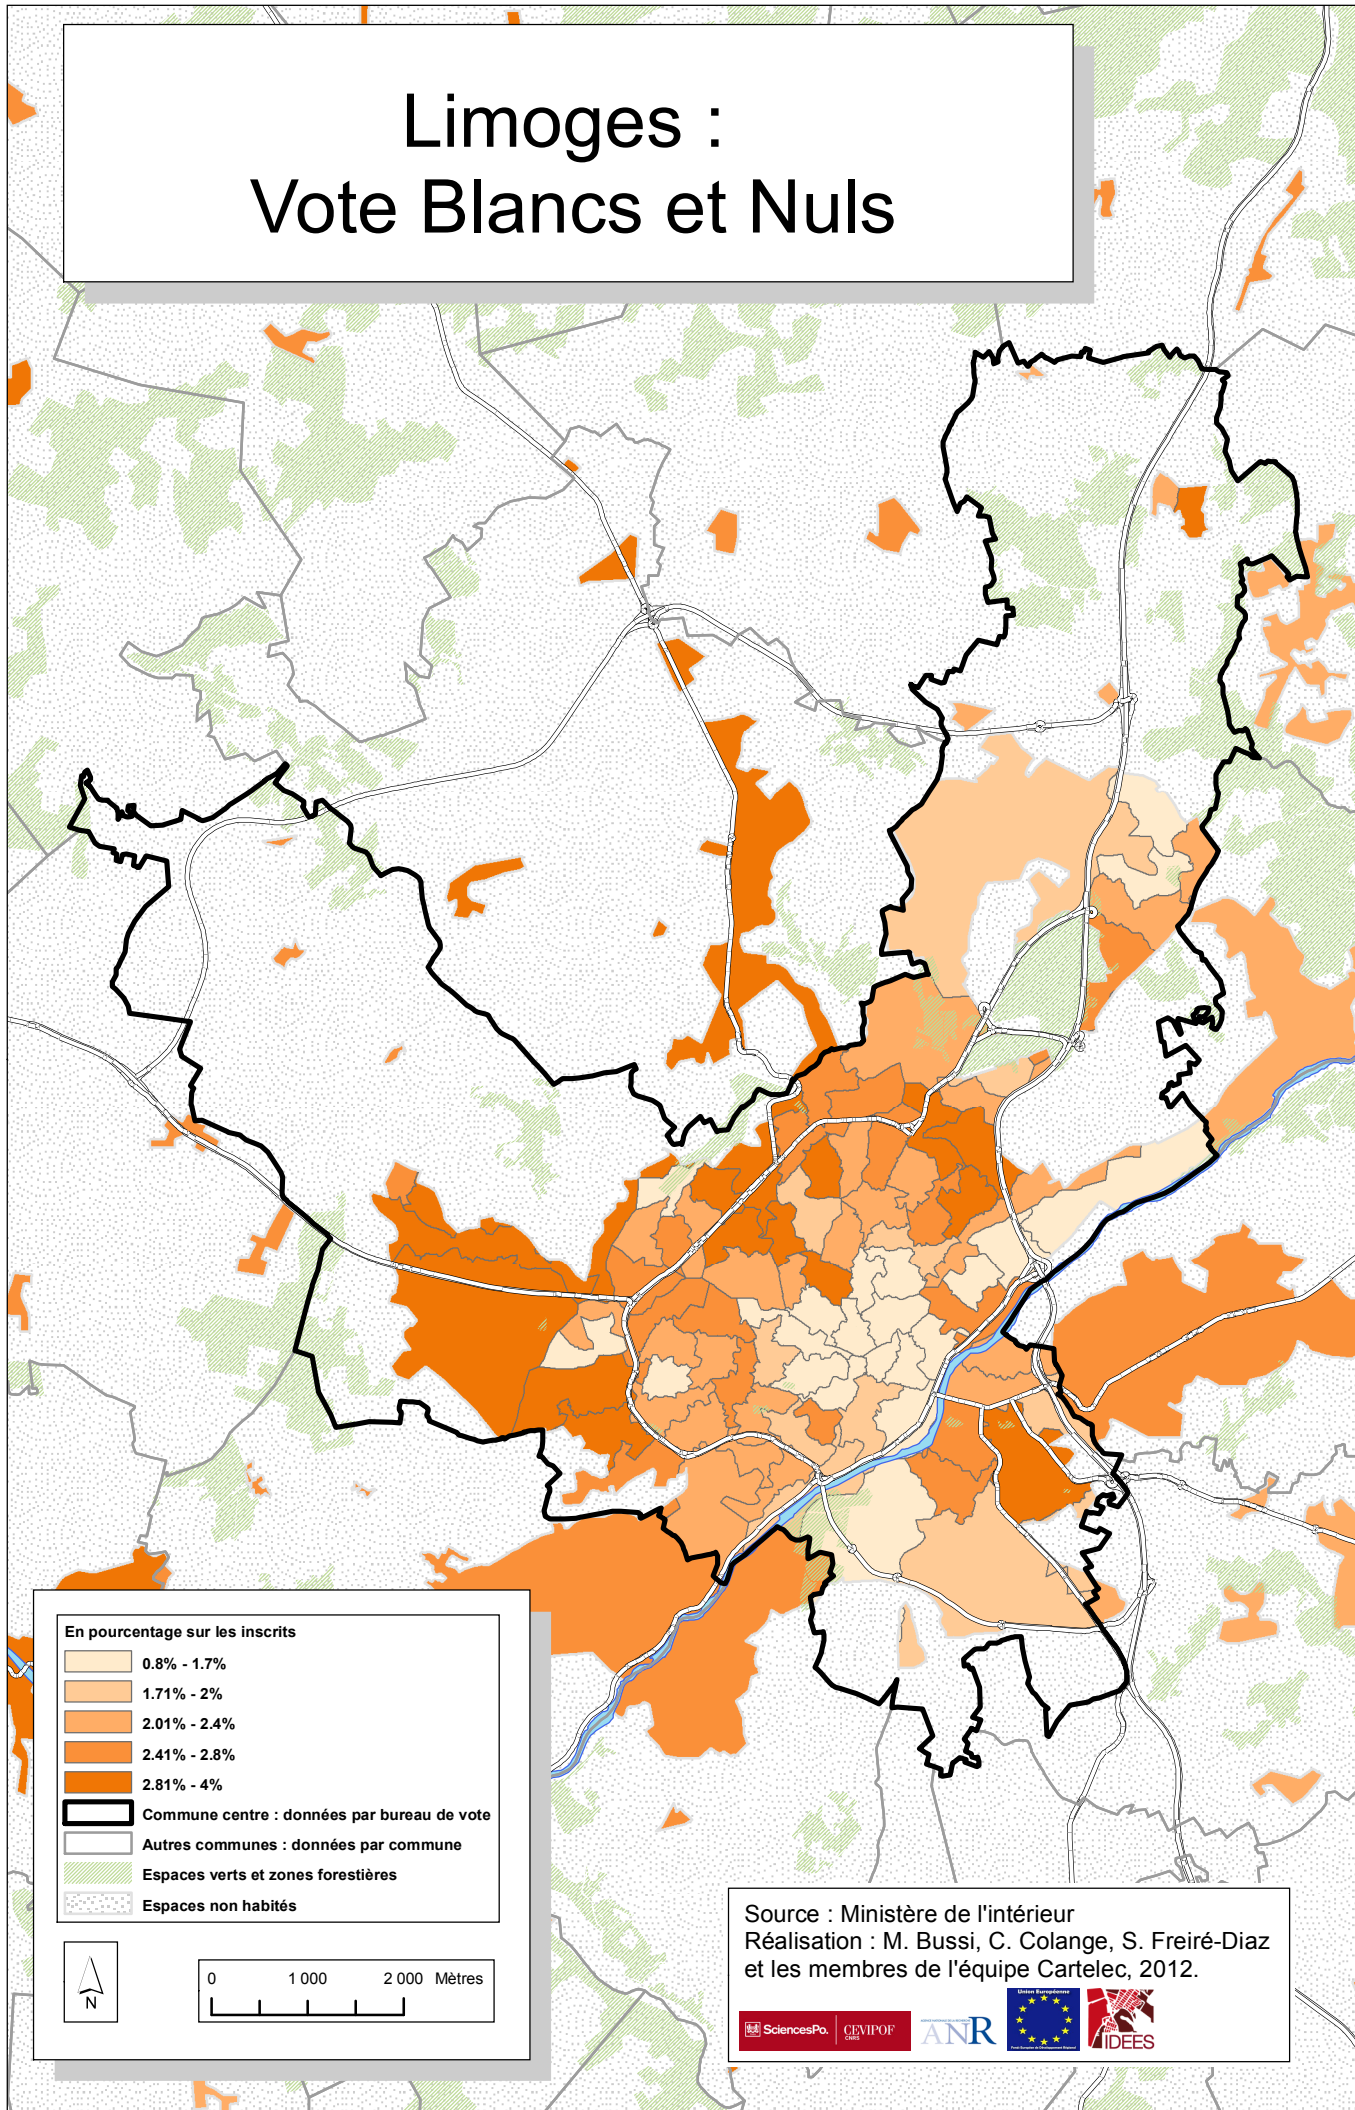 Limoges :
Vote Blancs et Nuls
En pourcentage sur les inscrits
0.8% - 1.7%
1.71% - 2%
2.01% - 2.4%
2.41% - 2.8%
2.81% - 4%
Commune centre : données par bureau de vote
Autres communes : données par commune
Espaces verts et zones forestières
Espaces non habités
N
0 1 000 2 000 Mètres
Source : Ministère de l'intérieur
Réalisation : M. Bussi, C. Colange, S. Freiré-Diaz
et les membres de l'équipe Cartelec, 2012.
SciencesPo. CEVIPOF
CNRS
ANR
Union Européenne
IDEES